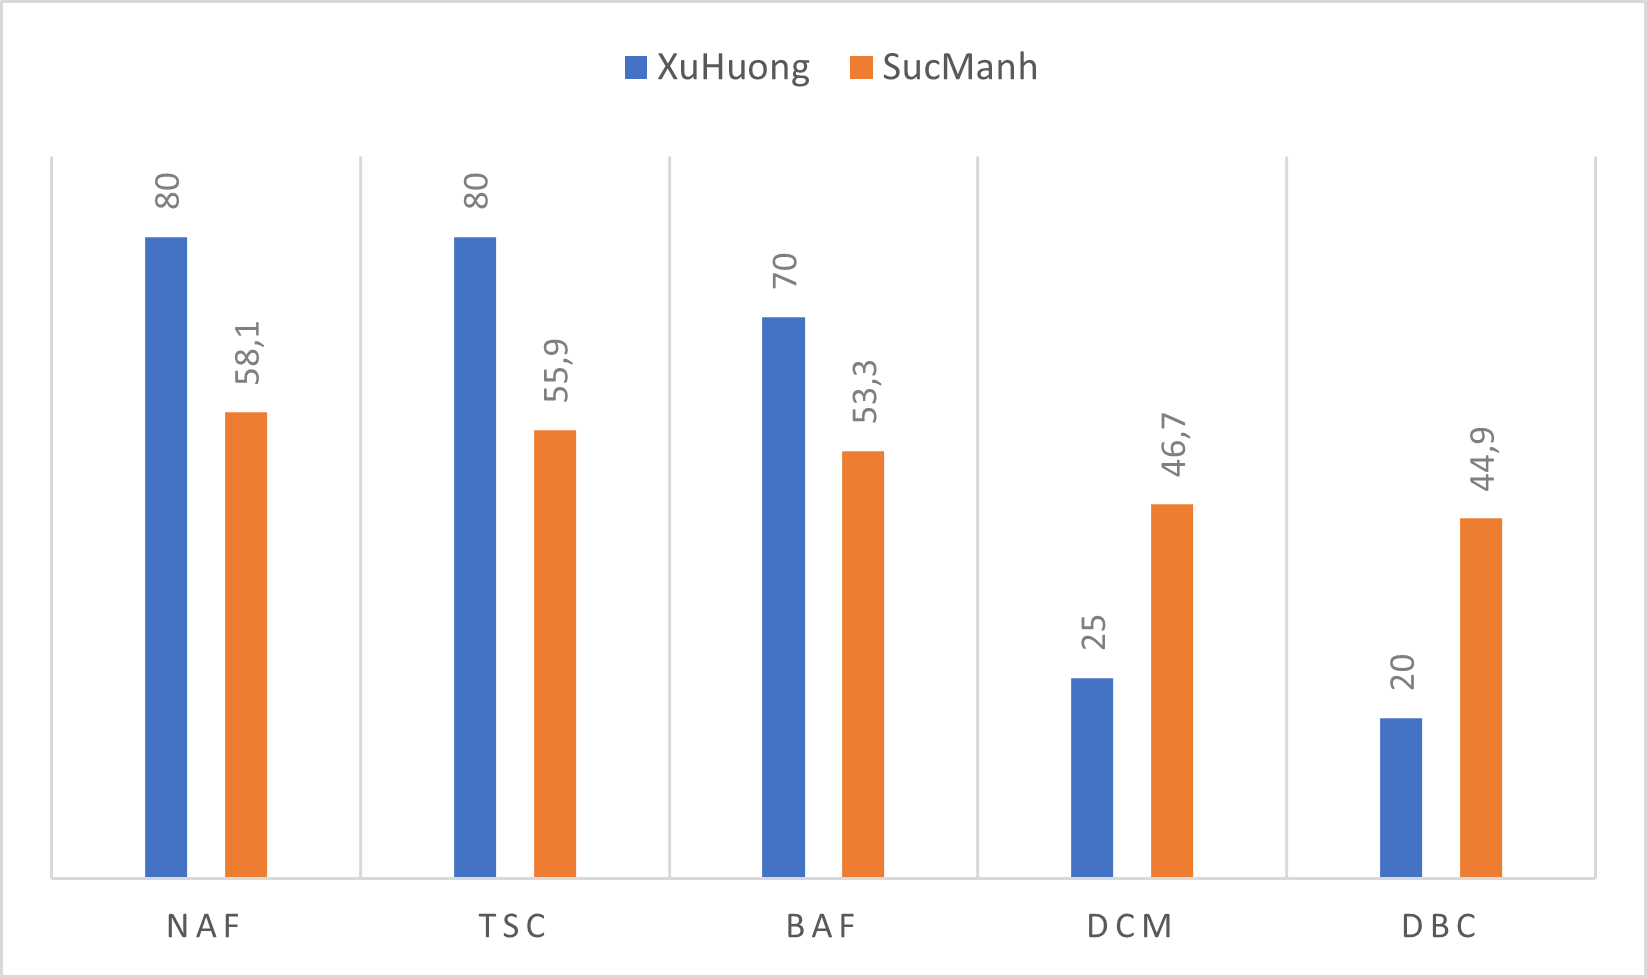 XuHuong SucManh
80 58,1 80 55,9 70 53,3 25 46,7 20 44,9
NAF TSC BAF DCM DBC